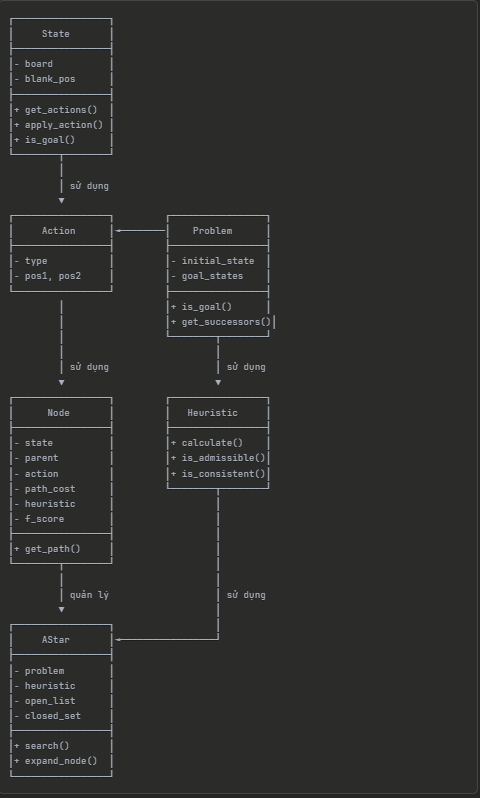 State
- board
- blank_pos
+ get_actions()
+ apply_action()
+ is_goal()
sử dụng
Action
- type
- pos1, pos2
sử dụng
Problem
- initial_state
- goal_states
+ is_goal()
+ get_successors()
sử dụng
Node
- state
- parent
- action
- path_cost
- heuristic
- f_score
+ get_path()
quản lý
Heuristic
+ calculate()
+ is_admissible()
+ is_consistent()
sử dụng
AStar
- problem
- heuristic
- open_list
- closed_set
+ search()
+ expand_node()